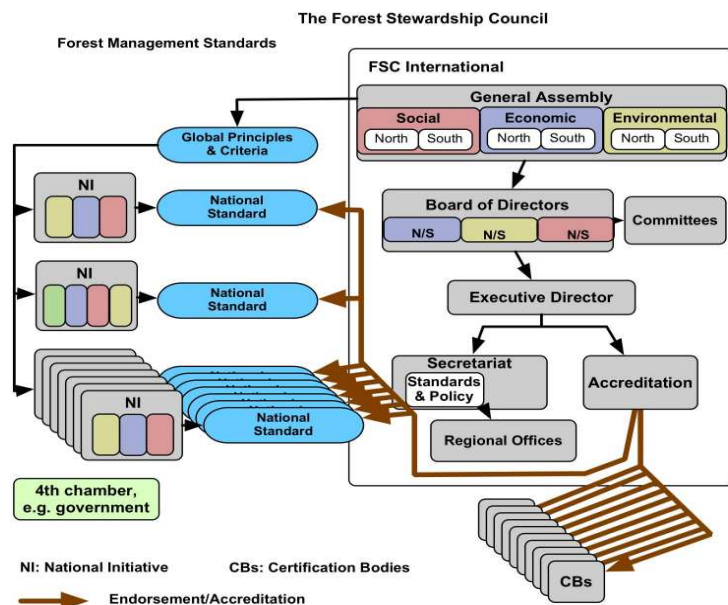 The Forest Stewardship Council
Forest Management Standards
FSC International
General Assembly
Social
Economic
Environmental
North
South
North
South
North
South
Global Principles
& Criteria
NI
National
Standard
Board of Directors
N/S
N/S
N/S
Committees
NI
National
Standard
Executive Director
Secretariat
Standards
& Policy
Accreditation
Regional Offices
NI
National
Standard
4th chamber,
e.g. government
CBs
NI: National Initiative
CBs: Certification Bodies
Endorsement/Accreditation